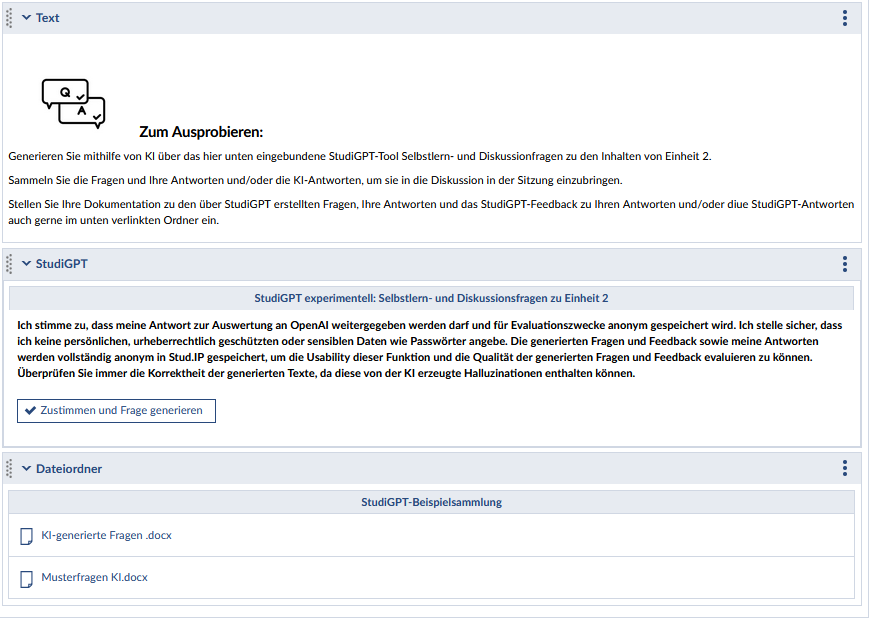 Text
Q
A
Zum Ausprobieren:
Generieren Sie mithilfe von KI über das hier unten eingebundene StudiGPT-Tool Selbstlern- und Diskussionfragen zu den Inhalten von Einheit 2.
Sammeln Sie die Fragen und Ihre Antworten und/oder die KI-Antworten, um sie in die Diskussion in der Sitzung einzubringen.
Stellen Sie Ihre Dokumentation zu den über StudiGPT erstellten Fragen, Ihre Antworten und das StudiGPT-Feedback zu Ihren Antworten und/oder diue StudiGPT-Antworten
auch gerne im unten verlinkten Ordner ein.
StudiGPT
StudiGPT experimentell: Selbstlern- und Diskussionsfragen zu Einheit 2
Ich stimme zu, dass meine Antwort zur Auswertung an OpenAI weitergegeben werden darf und für Evaluationszwecke anonym gespeichert wird. Ich stelle sicher, dass
ich keine persönlichen, urheberrechtlich geschützten oder sensiblen Daten wie Passwörter angebe. Die generierten Fragen und Feedback sowie meine Antworten
werden vollständig anonym in Stud.IP gespeichert, um die Usability dieser Funktion und die Qualität der generierten Fragen und Feedback evaluieren zu können.
Überprüfen Sie immer die Korrektheit der generierten Texte, da diese von der KI erzeugte Halluzinationen enthalten können.
Zustimmen und Frage generieren
Dateiordner
StudiGPT-Beispielsammlung
KI-generierte Fragen .docx
Musterfragen KI.docx